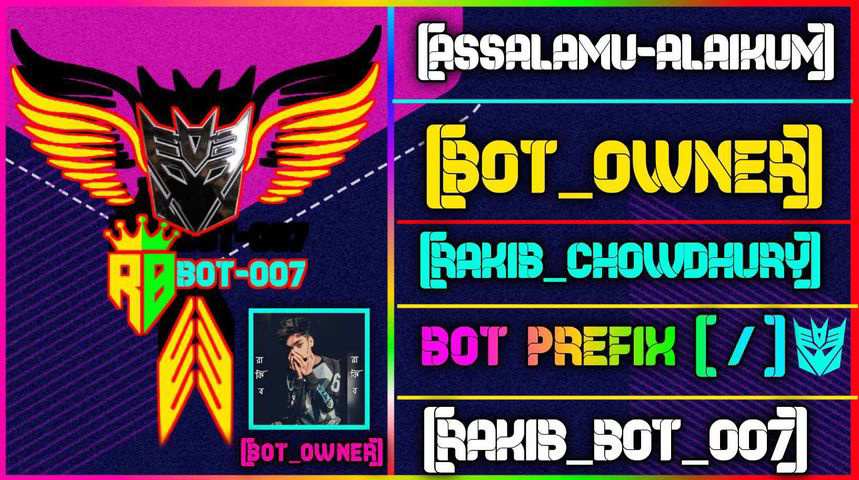 RB
BOT-007
রা
কি
ব
রা
কি
ব
[BOT_OWNER]
[ASSALAMU-ALAIKUM]
[BOT_OWNER]
[RAKIB_CHOWDHURY]
BOT PREFIX [ / ]
[RAKIB_BOT_007]